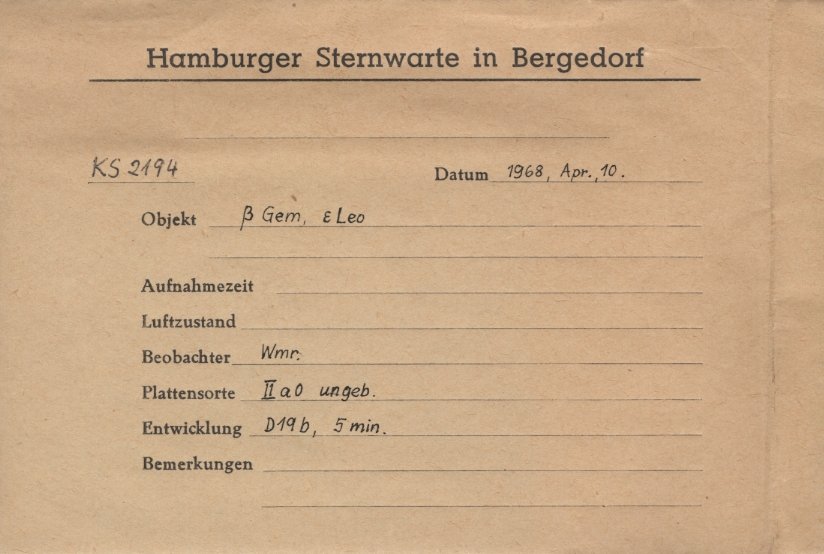 Hamburger Sternwarte in Bergedorf
KS 2194 Datum 1968, Apr., 10.
Objekt β Gem, ε Leo
Aufnahmezeit
Luftzustand
Beobachter Wmr.
Plattensorte II a 0 ungeb.
Entwicklung D19b, 5 min.
Bemerkungen